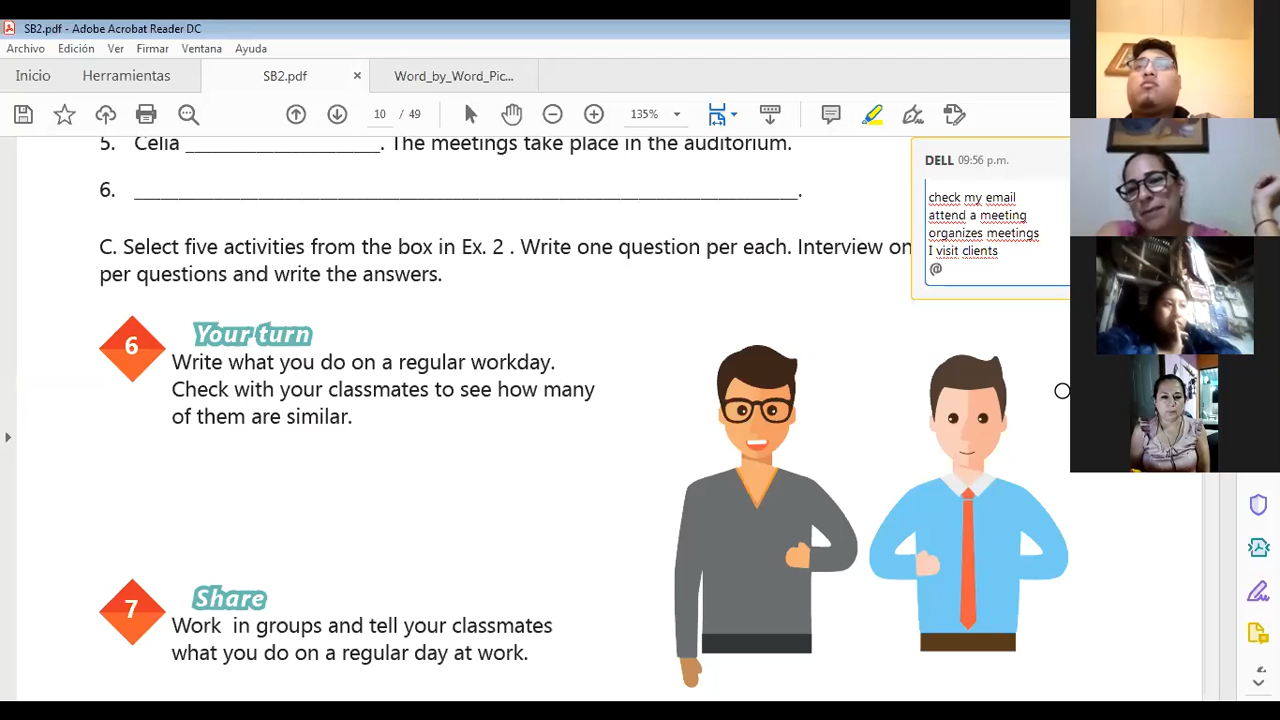 SB2.pdf - Adobe Acrobat Reader DC
Archivo Edición Ver Firmar Ventana Ayuda
Inicio Herramientas SB2.pdf × Word_by_Word_Pic...
10 / 49 135%
5. Celia ____________________. The meetings take place in the auditorium.
6. ____________________________________________________________________.
C. Select five activities from the box in Ex. 2 . Write one question per each. Interview on
per questions and write the answers.
DELL 09:56 p.m.
check my email
attend a meeting
organizes meetings
I visit clients
@
6 Your turn
Write what you do on a regular workday.
Check with your classmates to see how many
of them are similar.
7 Share
Work in groups and tell your classmates
what you do on a regular day at work.